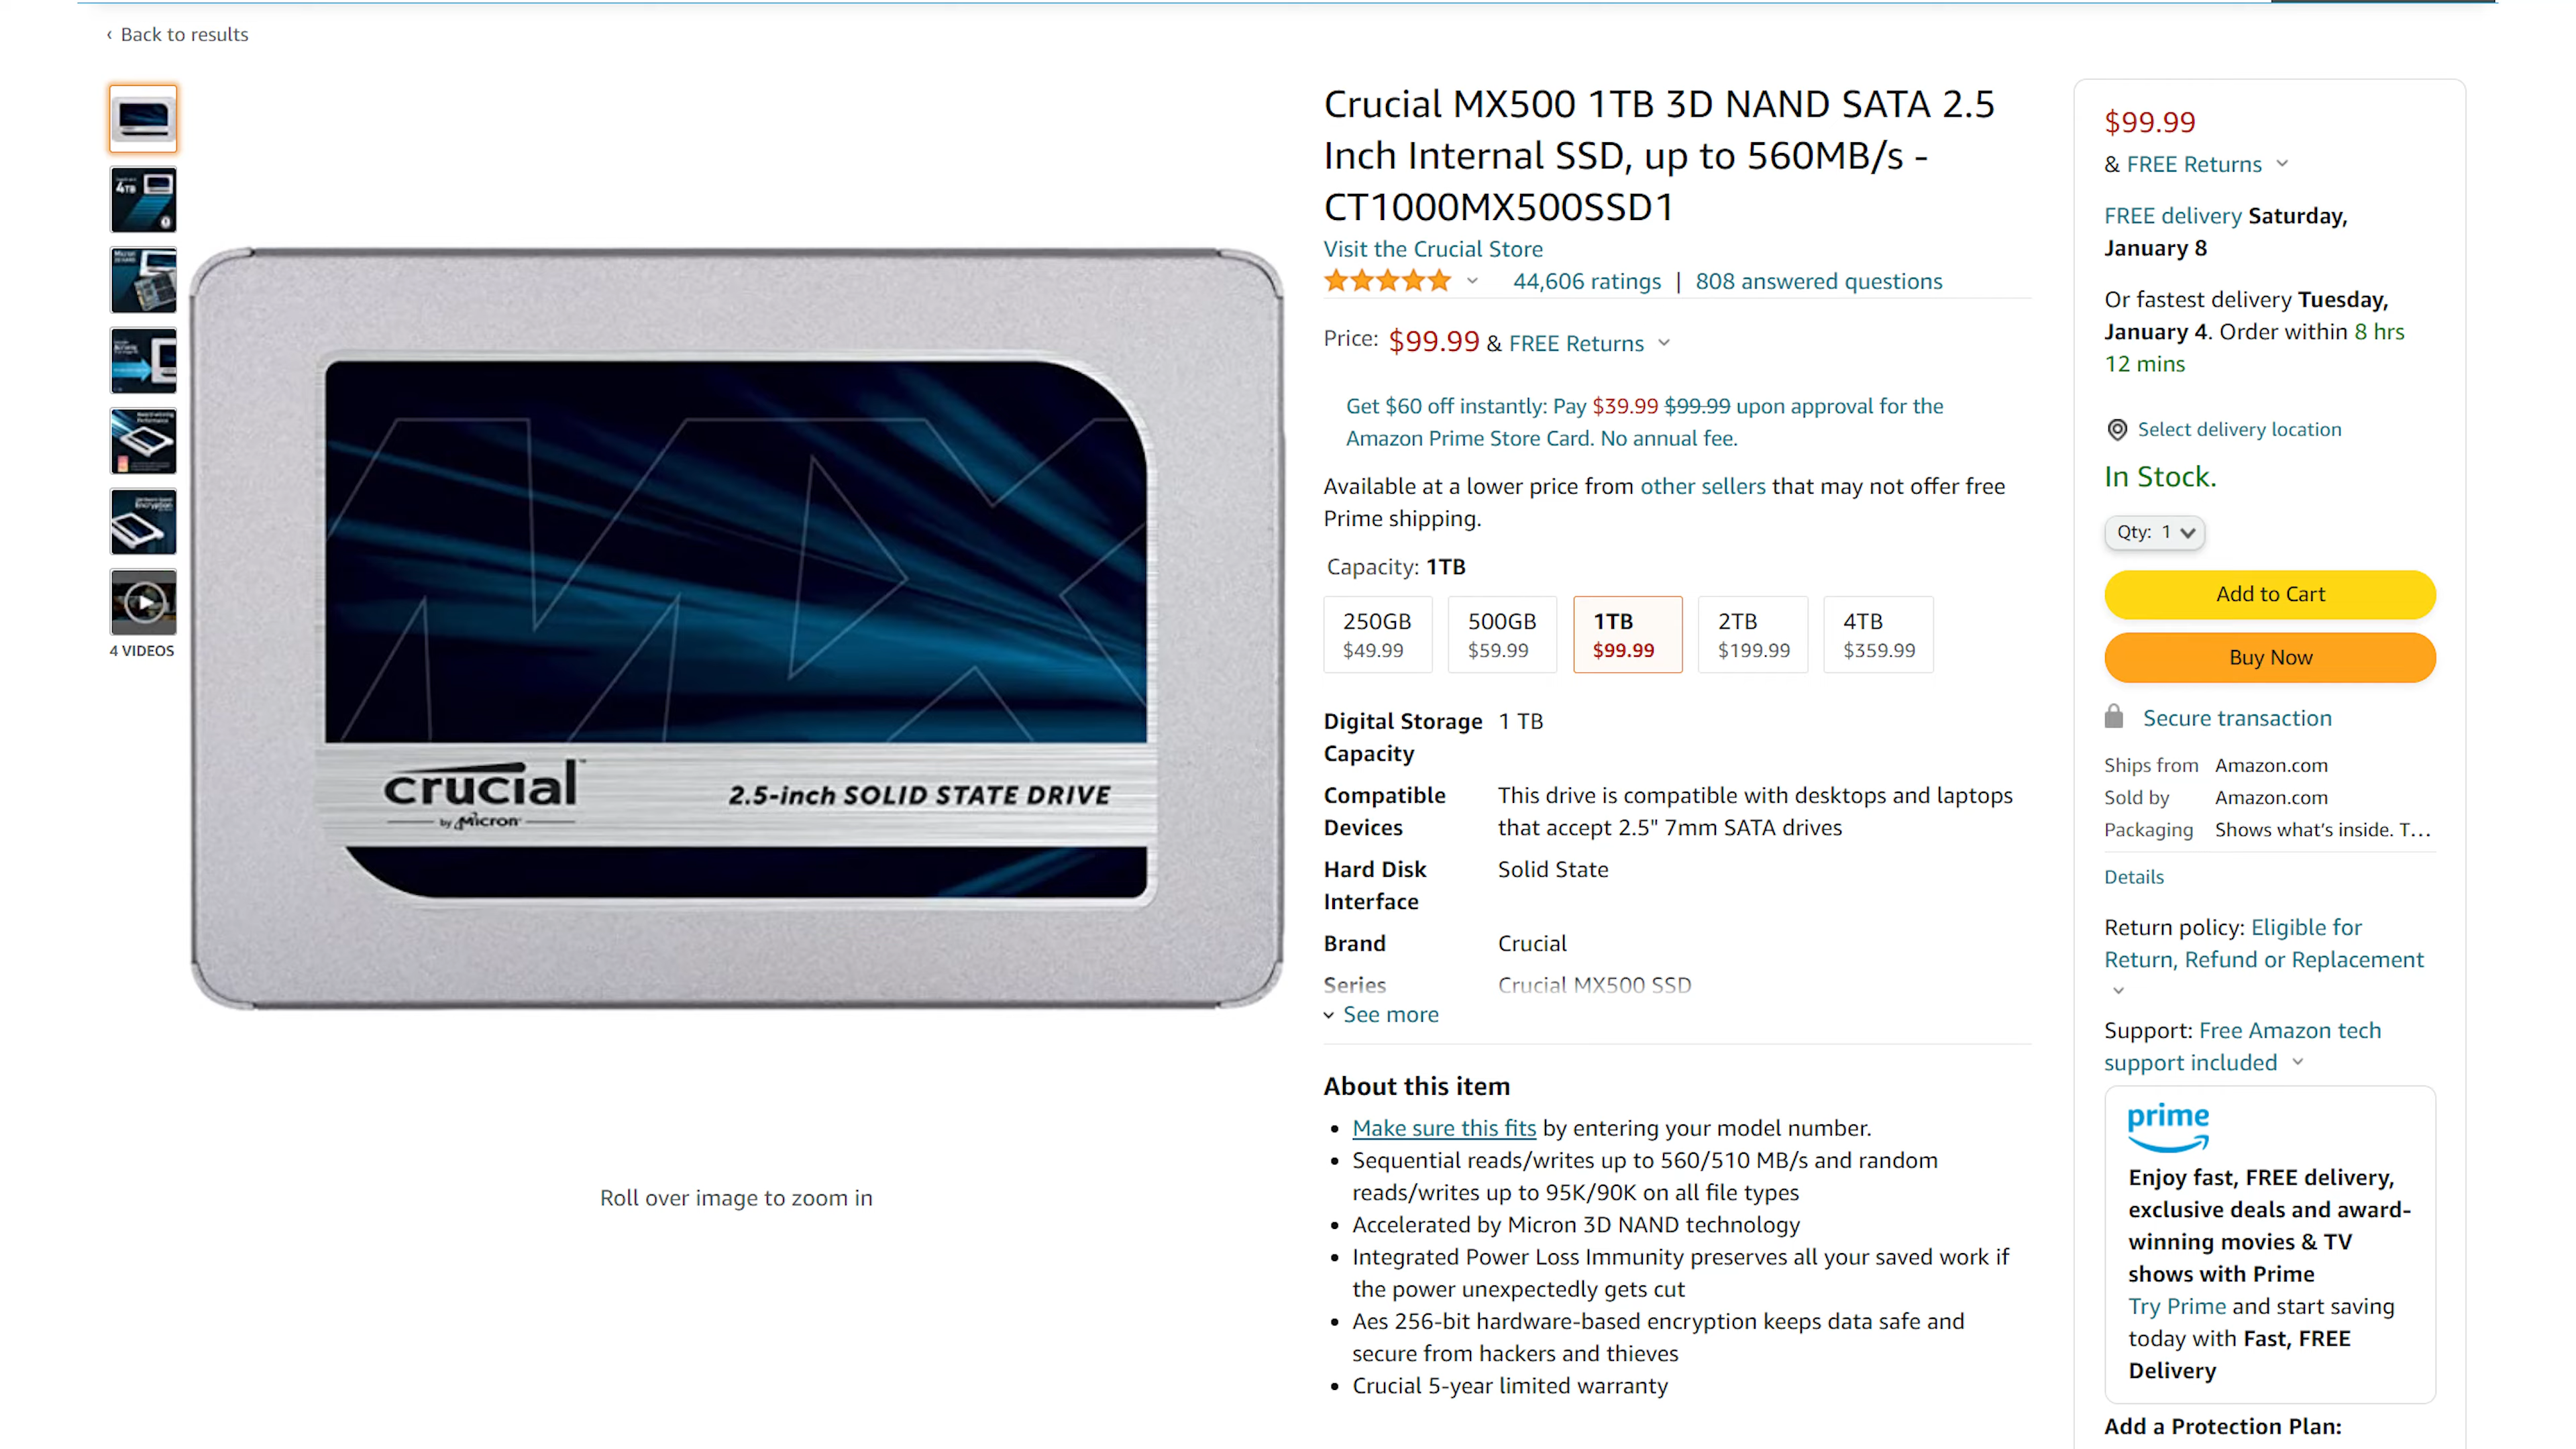 ‹ Back to results
4TB
4 VIDEOS
crucial™
by Micron®
2.5-inch SOLID STATE DRIVE
Roll over image to zoom in
Crucial MX500 1TB 3D NAND SATA 2.5
Inch Internal SSD, up to 560MB/s -
CT1000MX500SSD1
Visit the Crucial Store
44,606 ratings | 808 answered questions
Price: $99.99 & FREE Returns
Get $60 off instantly: Pay $39.99 $99.99 upon approval for the
Amazon Prime Store Card. No annual fee.
Available at a lower price from other sellers that may not offer free
Prime shipping.
Capacity: 1TB
250GB 500GB 1TB 2TB 4TB
$49.99 $59.99 $99.99 $199.99 $359.99
Digital Storage 1 TB
Capacity
Compatible This drive is compatible with desktops and laptops
Devices that accept 2.5" 7mm SATA drives
Hard Disk Solid State
Interface
Brand Crucial
Series Crucial MX500 SSD
See more
About this item
• Make sure this fits by entering your model number.
• Sequential reads/writes up to 560/510 MB/s and random
reads/writes up to 95K/90K on all file types
• Accelerated by Micron 3D NAND technology
• Integrated Power Loss Immunity preserves all your saved work if
the power unexpectedly gets cut
• Aes 256-bit hardware-based encryption keeps data safe and
secure from hackers and thieves
• Crucial 5-year limited warranty
$99.99
& FREE Returns
FREE delivery Saturday,
January 8
Or fastest delivery Tuesday,
January 4. Order within 8 hrs
12 mins
Select delivery location
In Stock.
Qty: 1
Add to Cart
Buy Now
Secure transaction
Ships from Amazon.com
Sold by Amazon.com
Packaging Shows what's inside. T...
Details
Return policy: Eligible for
Return, Refund or Replacement
Support: Free Amazon tech
support included
prime
Enjoy fast, FREE delivery,
exclusive deals and award-
winning movies & TV
shows with Prime
Try Prime and start saving
today with Fast, FREE
Delivery
Add a Protection Plan: